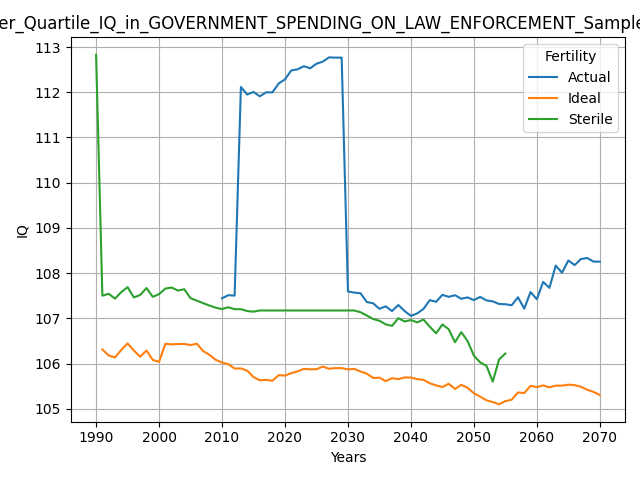 er_Quartile_IQ_in_GOVERNMENT_SPENDING_ON_LAW_ENFORCEMENT_Sample
Fertility
Actual
Ideal
Sterile
113
112
111
110
109
108
107
106
105
IQ
1990 2000 2010 2020 2030 2040 2050 2060 2070
Years